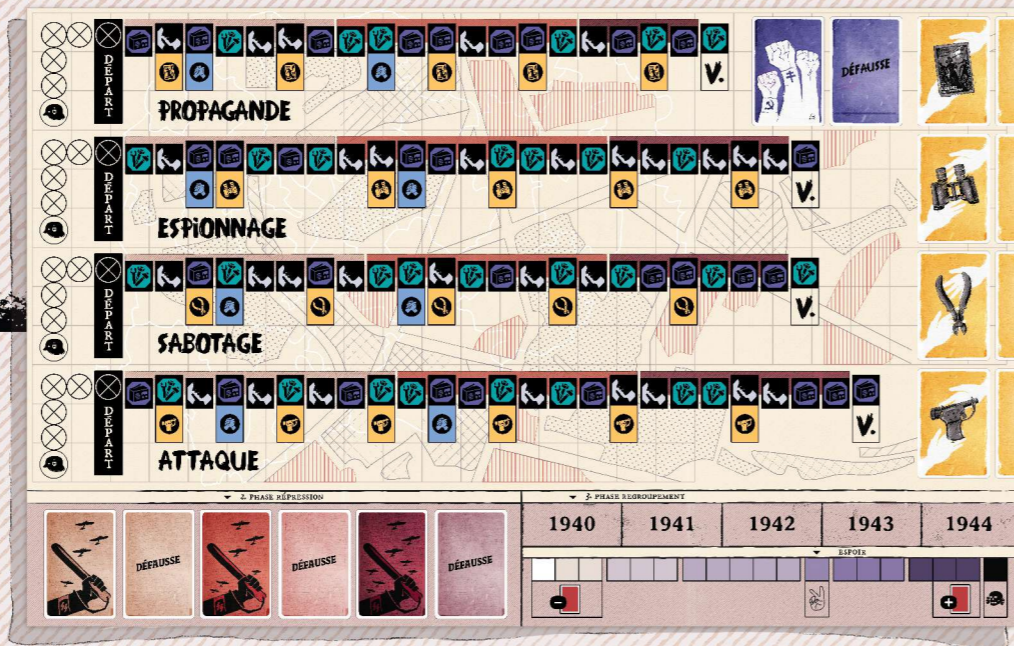 DÉPART
V.
DÉFAUSSE
PROPAGANDE
DÉPART
V.
ESPIONNAGE
DÉPART
V.
SABOTAGE
DÉPART
V.
ATTAQUE
2. PHASE RÉPRESSION
3. PHASE REGROUPEMENT
DÉFAUSSE
DÉFAUSSE
DÉFAUSSE
1940 1941 1942 1943 1944
ESPOIR
- +